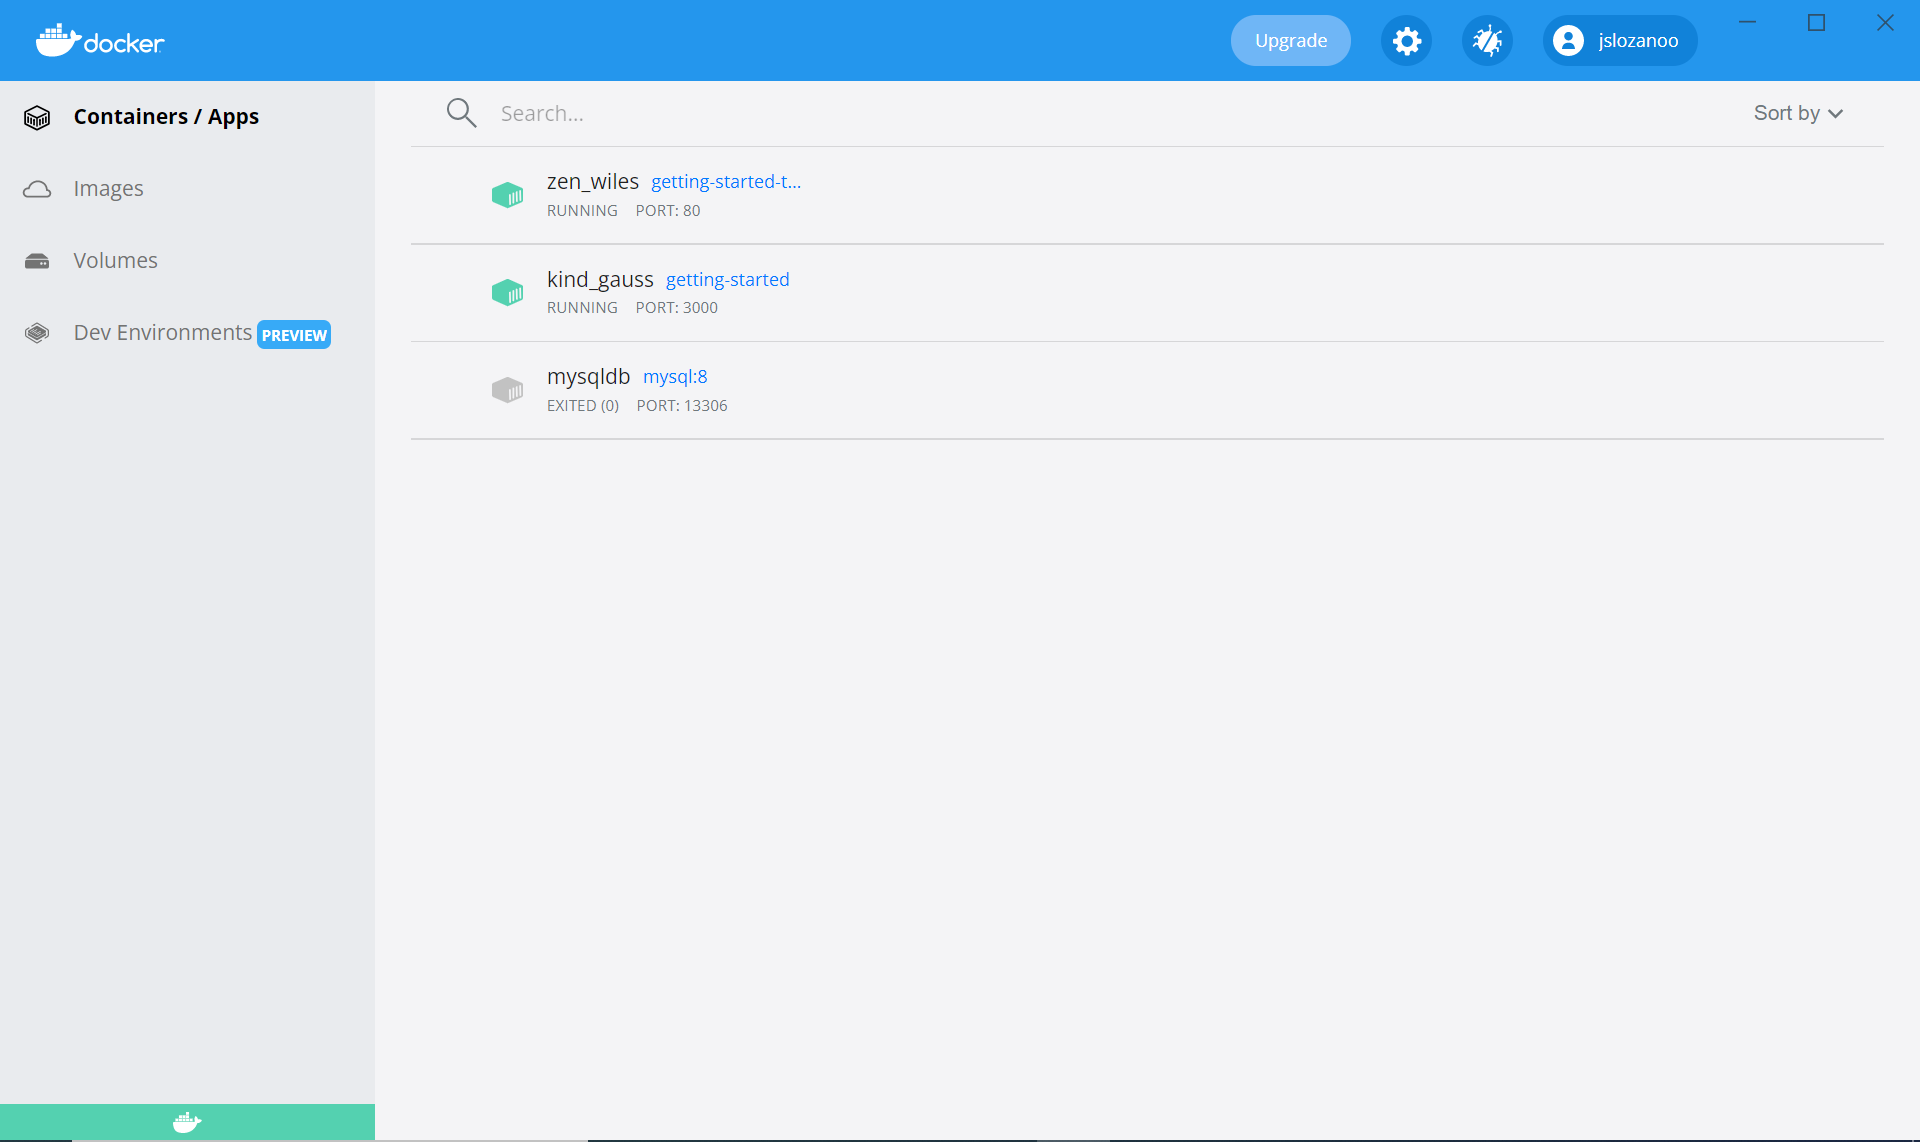 docker
Upgrade
jslozanoo
Containers / Apps
Images
Volumes
Dev Environments PREVIEW
Search...
Sort by
zen_wiles getting-started-t...
RUNNING PORT: 80
kind_gauss getting-started
RUNNING PORT: 3000
mysqldb mysql:8
EXITED (0) PORT: 13306